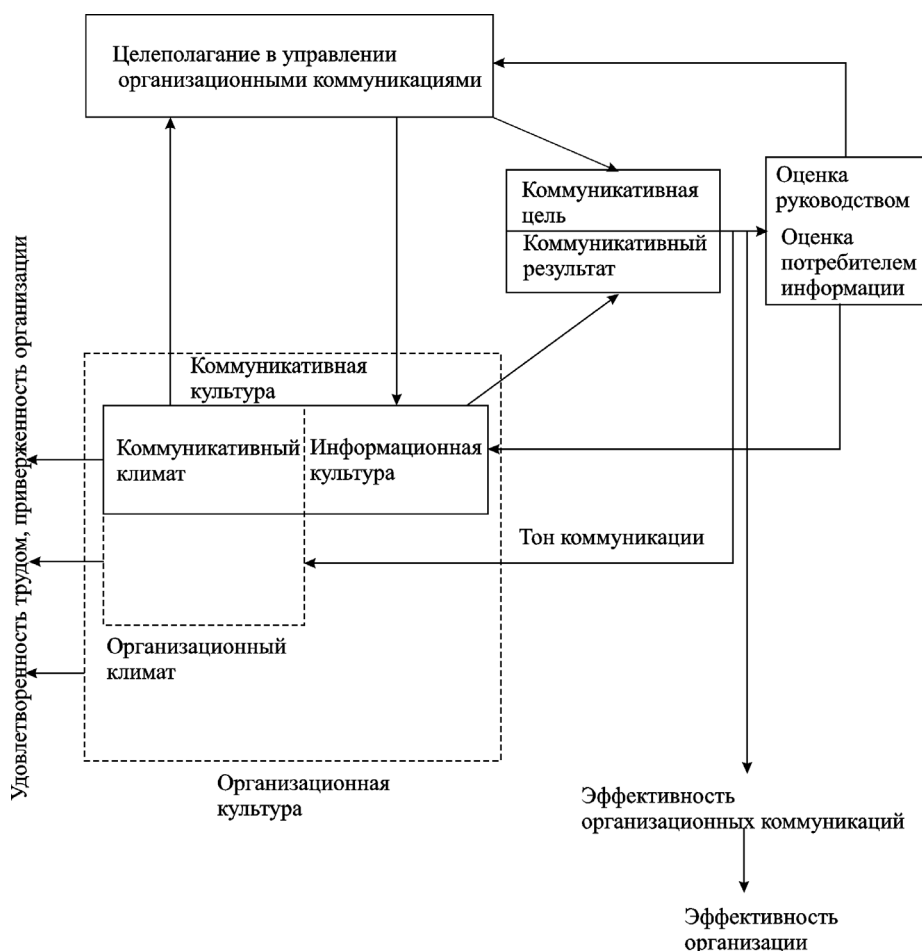 Целеполагание в управлении
организационными коммуникациями
Коммуникативная
цель
Коммуникативный
результат
Оценка
руководством
Оценка
потребителем
информации
Удовлетворенность трудом, приверженность организации
Коммуникативная
культура
Коммуникативный
климат
Информационная
культура
Тон коммуникации
Организационный
климат
Организационная
культура
Эффективность
организационных коммуникаций
Эффективность
организации